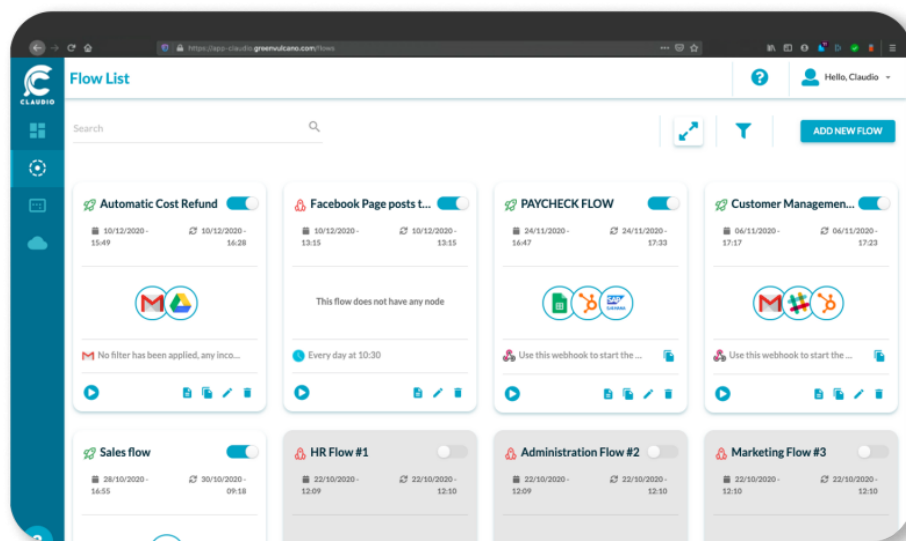 https://app-claudio.greenvulcano.com/flows
CLAUDIO
Flow List
Hello, Claudio
Search
ADD NEW FLOW
Automatic Cost Refund
10/12/2020 - 15:49
10/12/2020 - 16:28
No filter has been applied, any inco...
Facebook Page posts t...
10/12/2020 - 13:15
10/12/2020 - 13:15
This flow does not have any node
Every day at 10:30
PAYCHECK FLOW
24/11/2020 - 16:47
24/11/2020 - 17:33
SAP
Use this webhook to start the ...
Customer Managemen...
06/11/2020 - 17:17
06/11/2020 - 17:23
Use this webhook to start the ...
Sales flow
28/10/2020 - 16:55
30/10/2020 - 09:18
HR Flow #1
22/10/2020 - 12:09
22/10/2020 - 12:10
Administration Flow #2
22/10/2020 - 12:09
22/10/2020 - 12:10
Marketing Flow #3
22/10/2020 - 12:10
22/10/2020 - 12:10